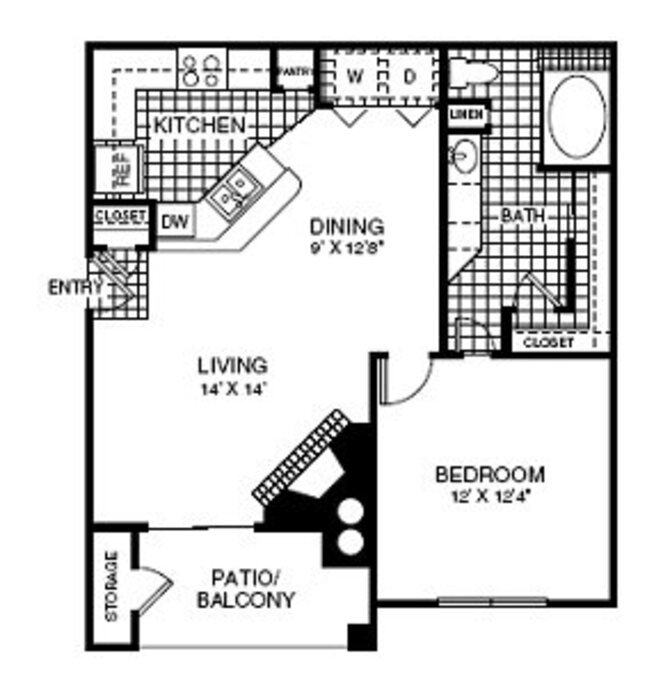 PANTRY
W
D
LINEN
KITCHEN
REF
CLOSET
DW
BATH
DINING
9' X 12'8"
ENTRY
CLOSET
LIVING
14' X 14'
BEDROOM
12' X 12'4"
STORAGE
PATIO/
BALCONY